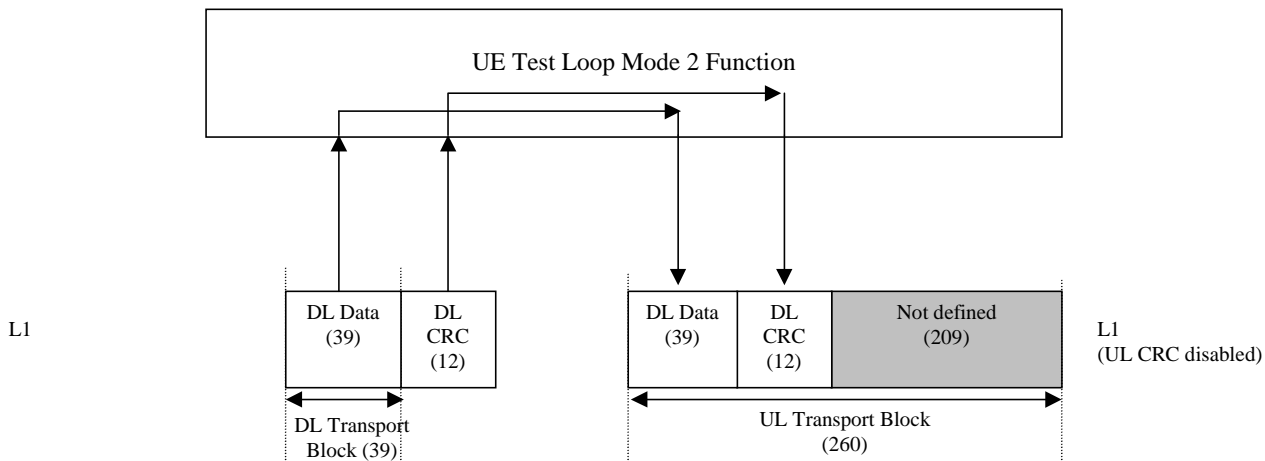 UE Test Loop Mode 2 Function
L1
DL Data
(39)
DL
CRC
(12)
DL Transport
Block (39)
DL Data
(39)
DL
CRC
(12)
Not defined
(209)
UL Transport Block
(260)
L1
(UL CRC disabled)